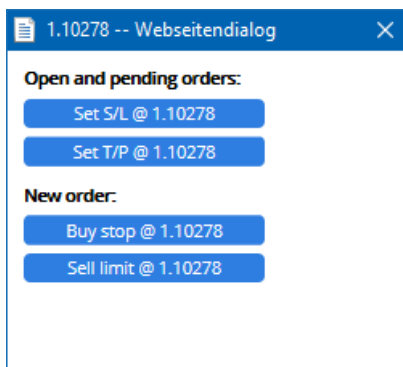 1.10278 -- Webseitendialog
Open and pending orders:
Set S/L @ 1.10278
Set T/P @ 1.10278
New order:
Buy stop @ 1.10278
Sell limit @ 1.10278